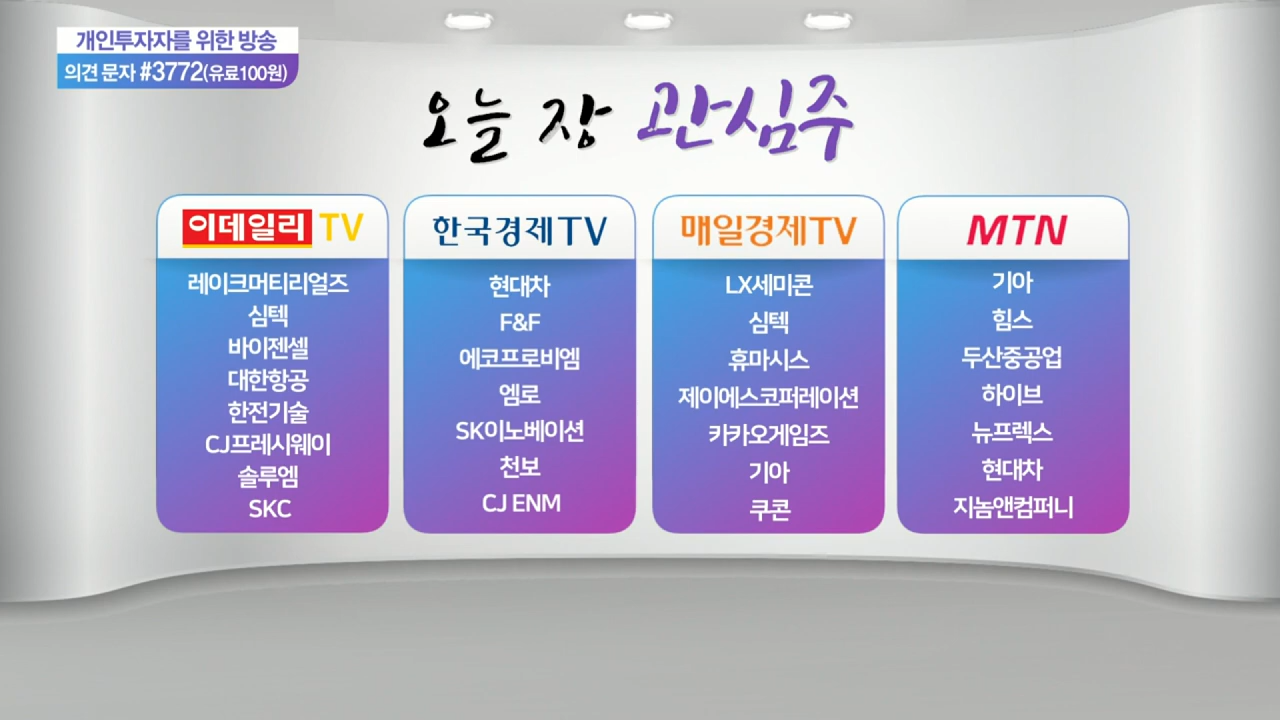 개인투자자를 위한 방송
의견 문자 #3772(유료100원)
오늘 장 관심주
이데일리 TV
레이크머티리얼즈
심텍
바이젠셀
대한항공
한전기술
CJ프레시웨이
솔루엠
SKC
한국경제TV
현대차
F&F
에코프로비엠
엠로
SK이노베이션
천보
CJ ENM
매일경제TV
LX세미콘
심텍
휴마시스
제이에스코퍼레이션
카카오게임즈
기아
쿠콘
MTN
기아
힘스
두산중공업
하이브
뉴프렉스
현대차
지놈앤컴퍼니